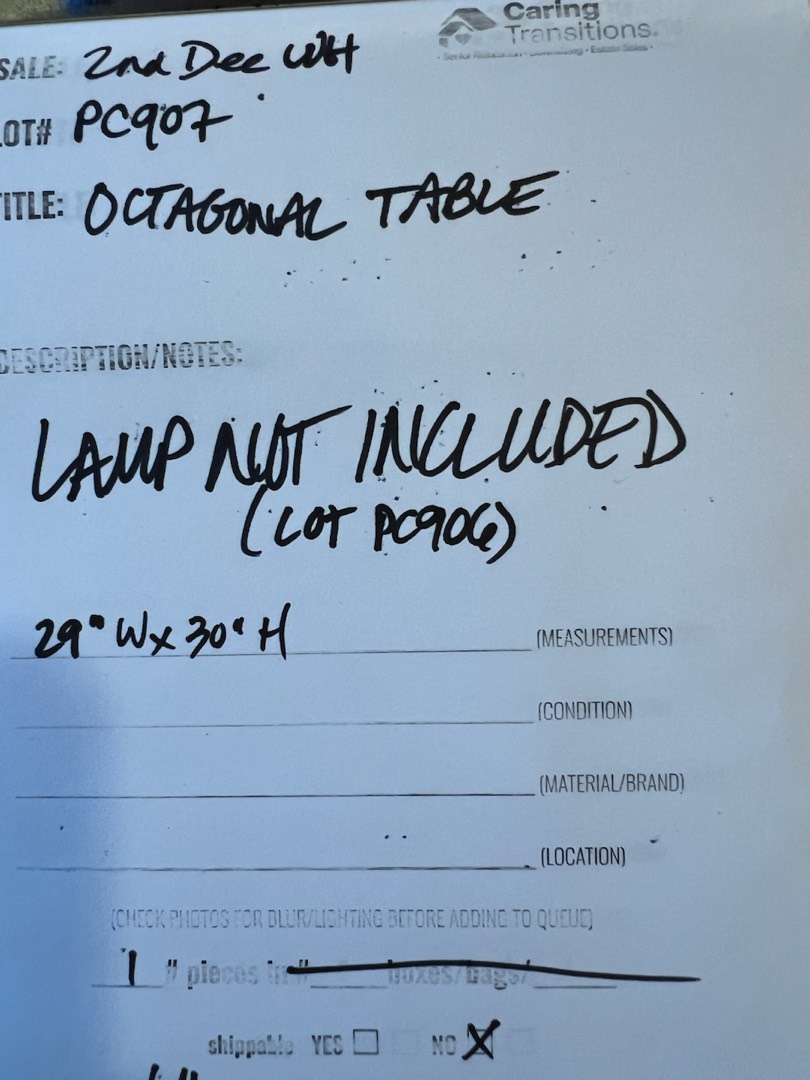 Caring
Transitions.
SALE: 2nd Dec WH
LOT# PC907
TITLE: OCTAGONAL TABLE
DESCRIPTION/NOTES:
LAMP NOT INCLUDED
(LOT PC906)
29" W x 30" H (MEASUREMENTS)
(CONDITION)
(MATERIAL/BRAND)
(LOCATION)
(CHECK PHOTOS FOR BLUR/LIGHTING BEFORE ADDING TO QUEUE)
1 # pieces in # boxes/bags/
shippable YES NO X